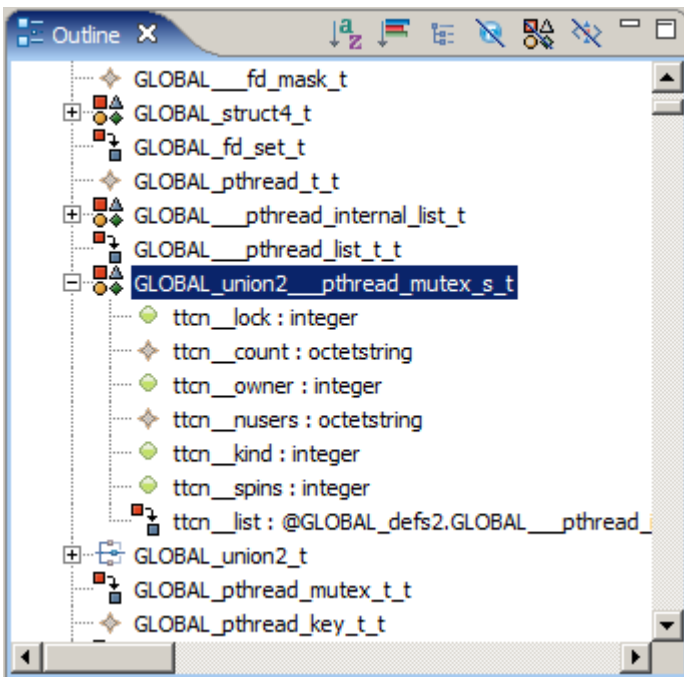 Outline
GLOBAL___fd_mask_t
GLOBAL_struct4_t
GLOBAL_fd_set_t
GLOBAL_pthread_t_t
GLOBAL___pthread_internal_list_t
GLOBAL___pthread_list_t_t
GLOBAL_union2___pthread_mutex_s_t
ttcn__lock : integer
ttcn__count : octetstring
ttcn__owner : integer
ttcn__nusers : octetstring
ttcn__kind : integer
ttcn__spins : integer
ttcn__list : @GLOBAL_defs2.GLOBAL___pthread_i
GLOBAL_union2_t
GLOBAL_pthread_mutex_t_t
GLOBAL_pthread_key_t_t